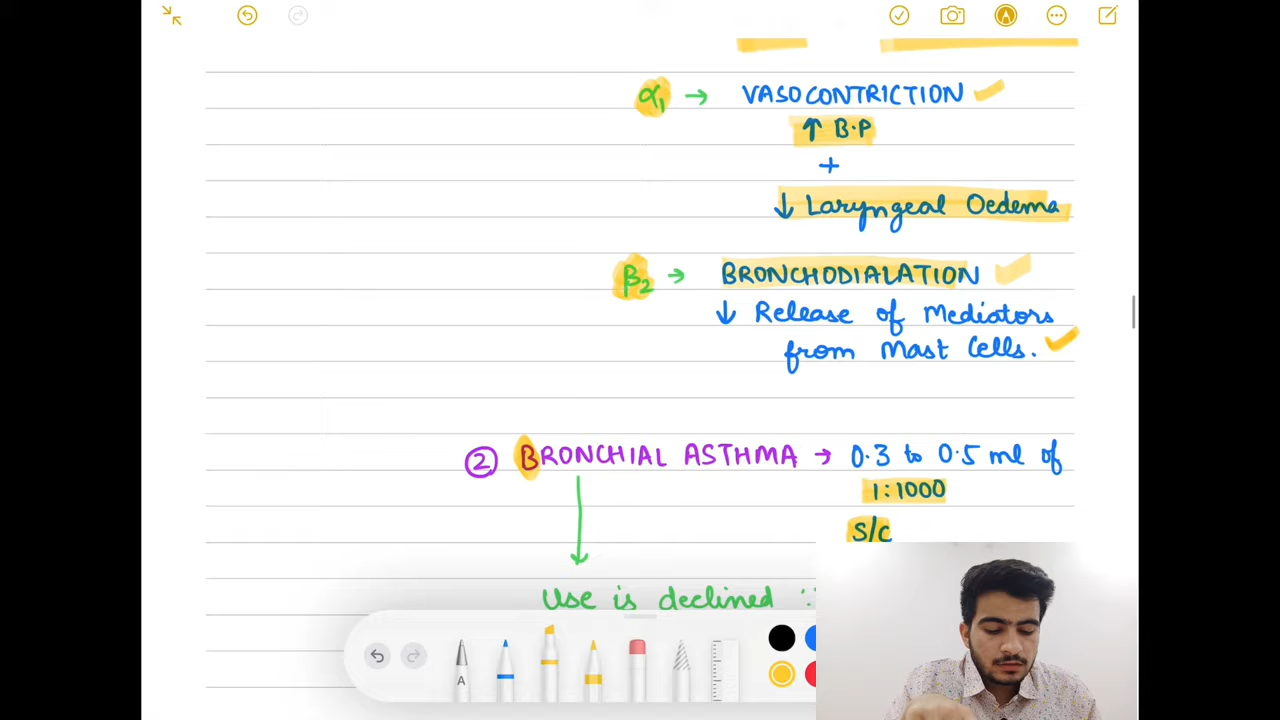 α1 → VASOCONTRICTION
↑ B.P
+
↓ Laryngeal Oedema
β2 → BRONCHODIALATION
↓ Release of Mediators
from Mast Cells.
② BRONCHIAL ASTHMA → 0.3 to 0.5 ml of
1:1000
S/C
Use is declined ∵
A